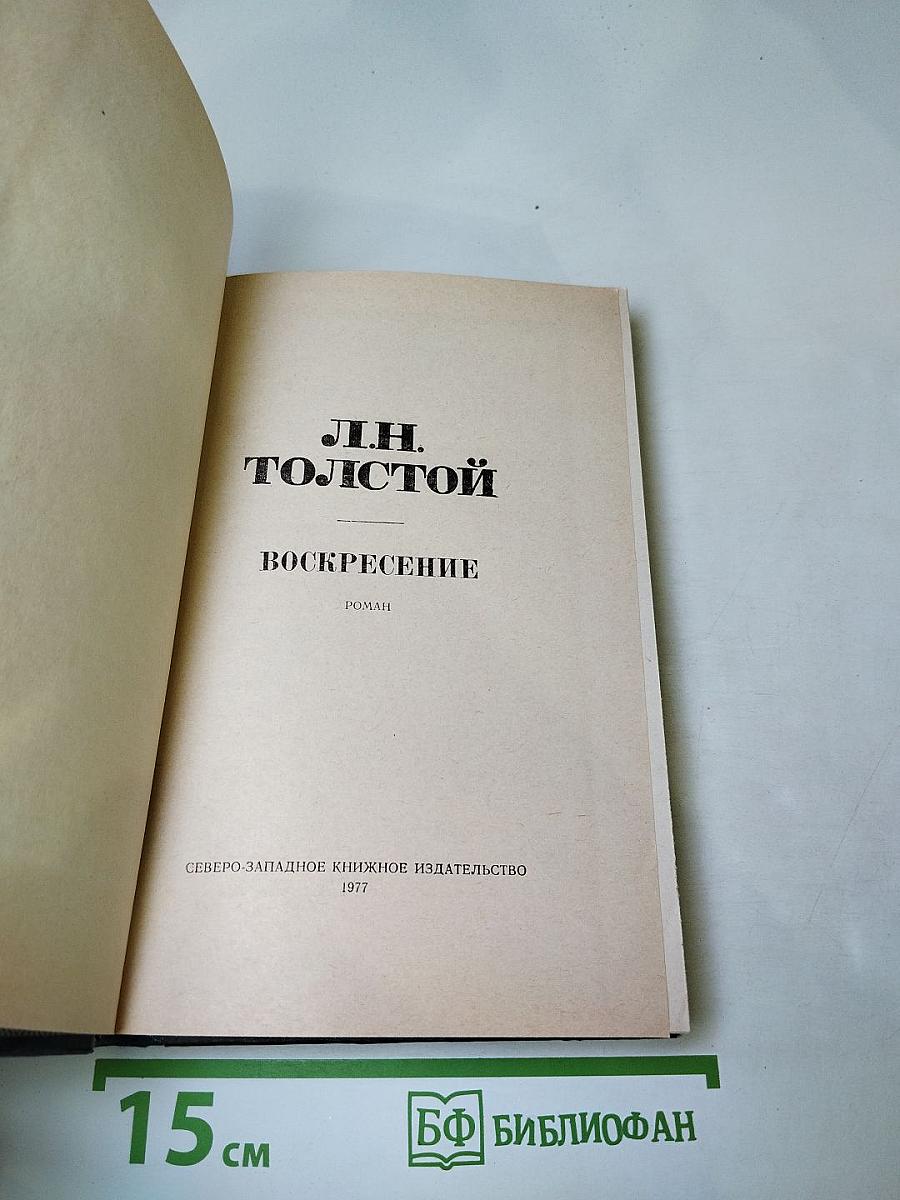 Л.Н.
ТОЛСТОЙ
ВОСКРЕСЕНИЕ
РОМАН
СЕВЕРО-ЗАПАДНОЕ КНИЖНОЕ ИЗДАТЕЛЬСТВО
1977
15 см
БФ БИБЛИОФАН